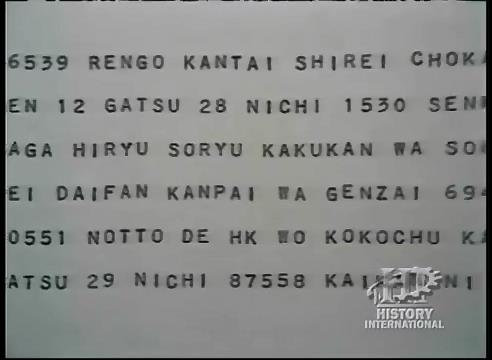 6539 RENGO KANTAI SHIREI CHOKA
EN 12 GATSU 28 NICHI 1530 SEN
AGA HIRYU SORYU KAKUKAN WA SO
EI DAIFAN KANPAI WA GENZAI 694
0551 NOTTO DE HK WO KOKOCHU KA
ATSU 29 NICHI 87558
HISTORY
INTERNATIONAL